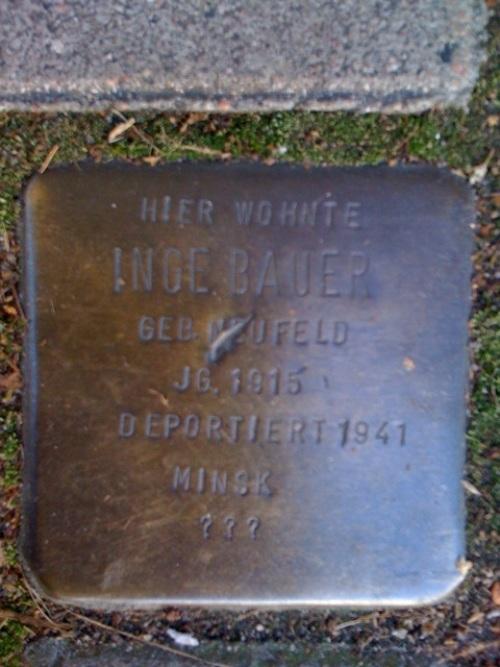 HIER WOHNTE
INGE BAUER
GEB. NEUFELD
JG. 1915
DEPORTIERT 1941
MINSK
???